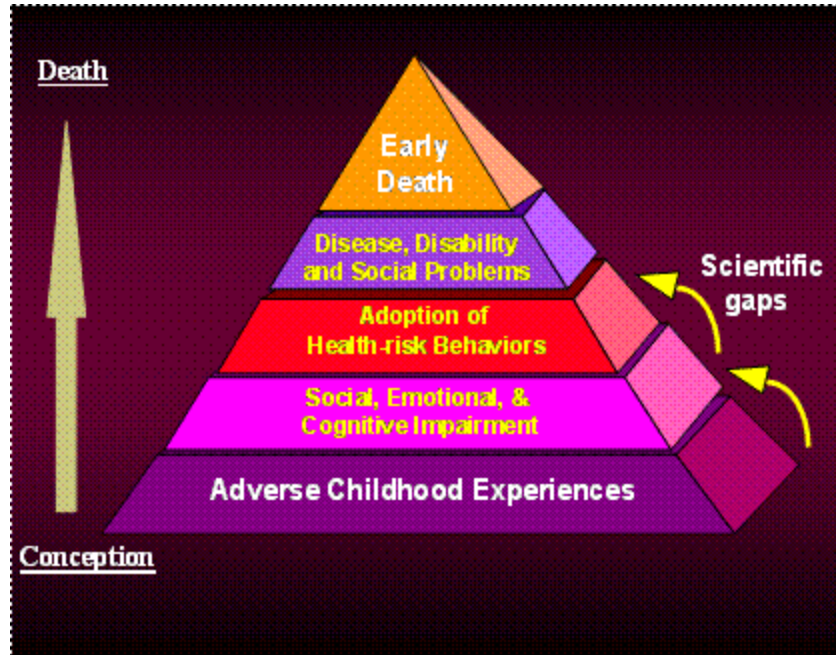 Death
Early
Death
Disease, Disability
and Social Problems
Scientific
gaps
Adoption of
Health-risk Behaviors
Social, Emotional, &
Cognitive Impairment
Adverse Childhood Experiences
Conception